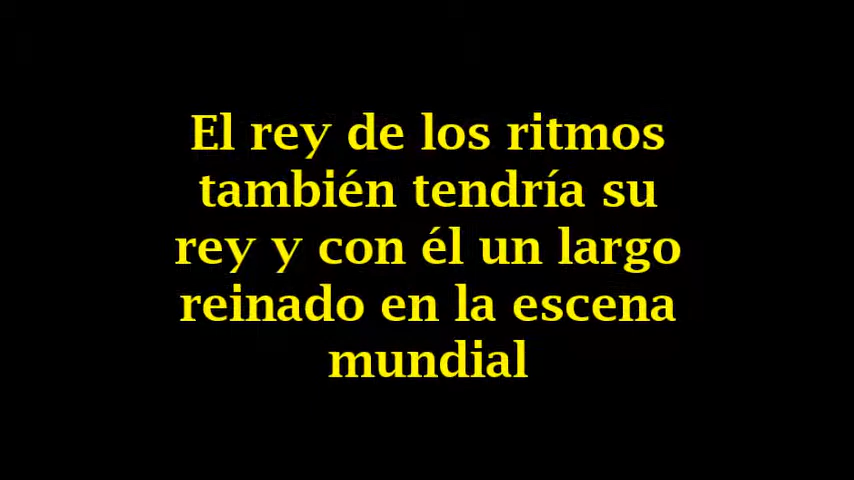 El rey de los ritmos
también tendría su
rey y con él un largo
reinado en la escena
mundial